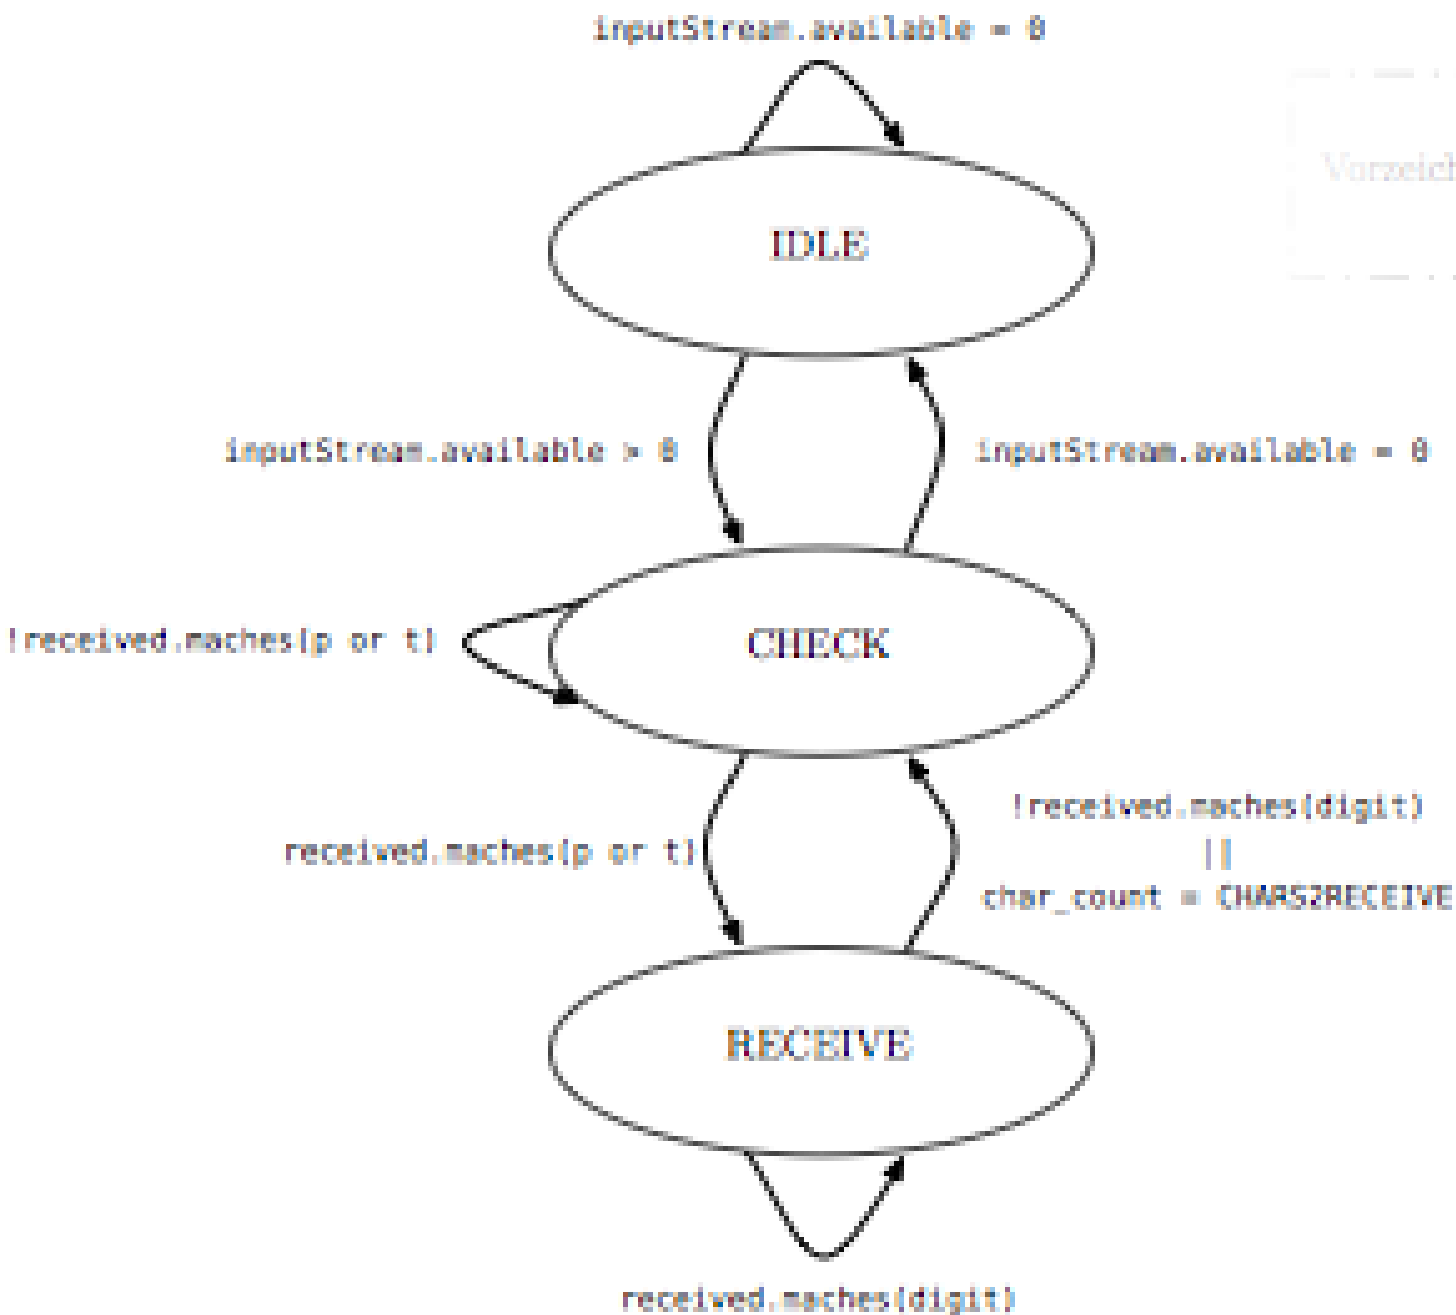 inputStream.available = 0
Vorzeich
IDLE
inputStream.available > 0
inputStream.available = 0
CHECK
!received.maches(p or t)
received.maches(p or t)
!received.maches(digit)
||
char_count = CHARS2RECEIVE
RECEIVE
received.maches(digit)